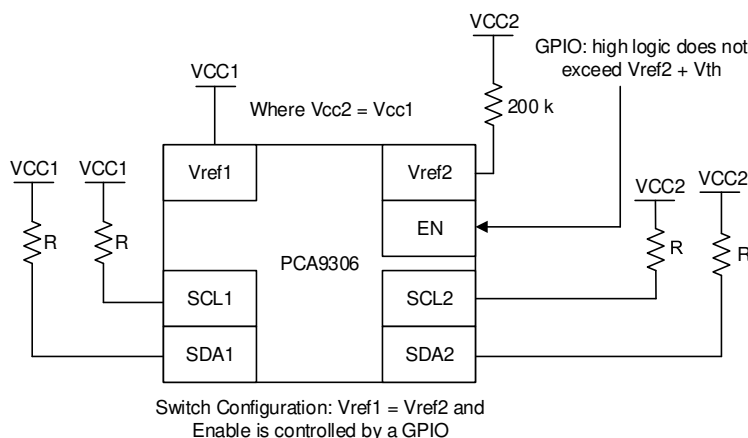 VCC2
GPIO: high logic does not
exceed Vref2 + Vth
VCC1
Where Vcc2 = Vcc1
200 k
VCC1
VCC1
Vref1
Vref2
VCC2
VCC2
EN
R
R
PCA9306
R
R
SCL1
SCL2
SDA1
SDA2
Switch Configuration: Vref1 = Vref2 and
Enable is controlled by a GPIO